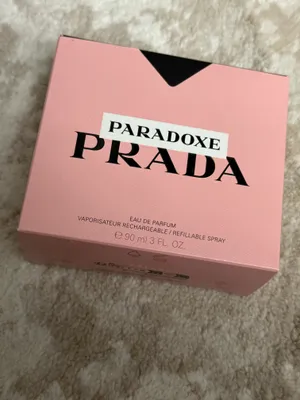 PARADOXE
PRADA
EAU DE PARFUM
VAPORISATEUR RECHARGEABLE / REFILLABLE SPRAY
℮ 90 ml 3 FL. OZ.